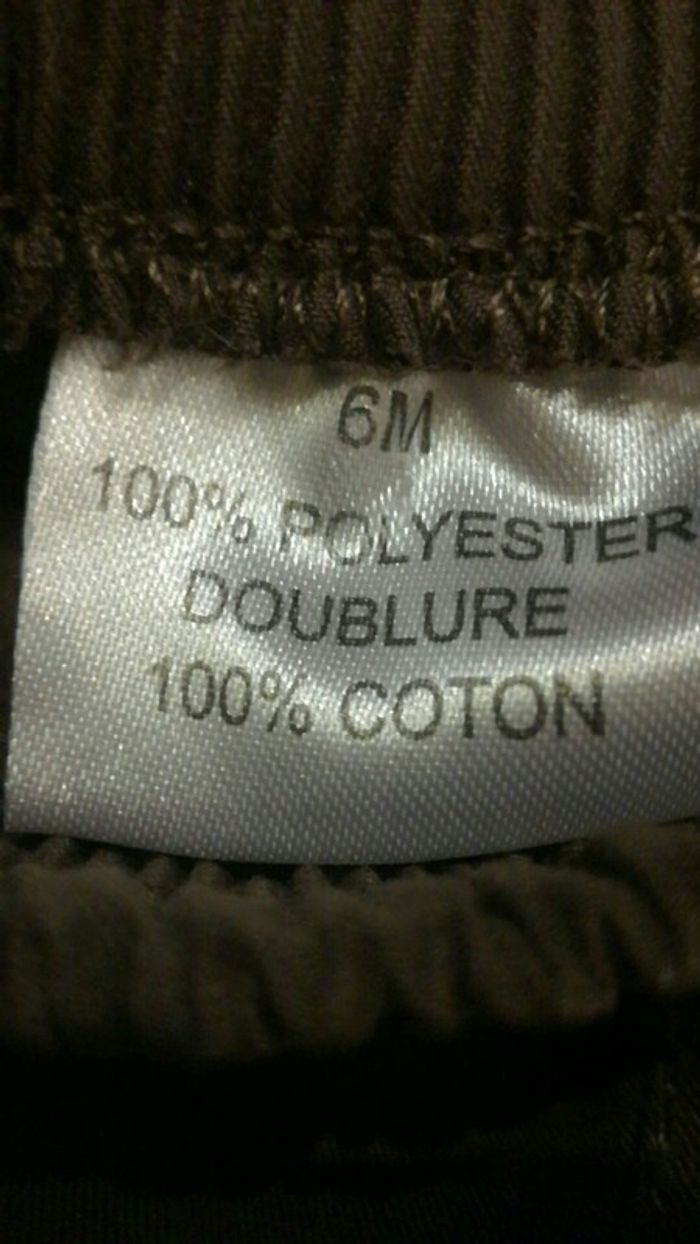 6M
100% POLYESTER
DOUBLURE
100% COTON